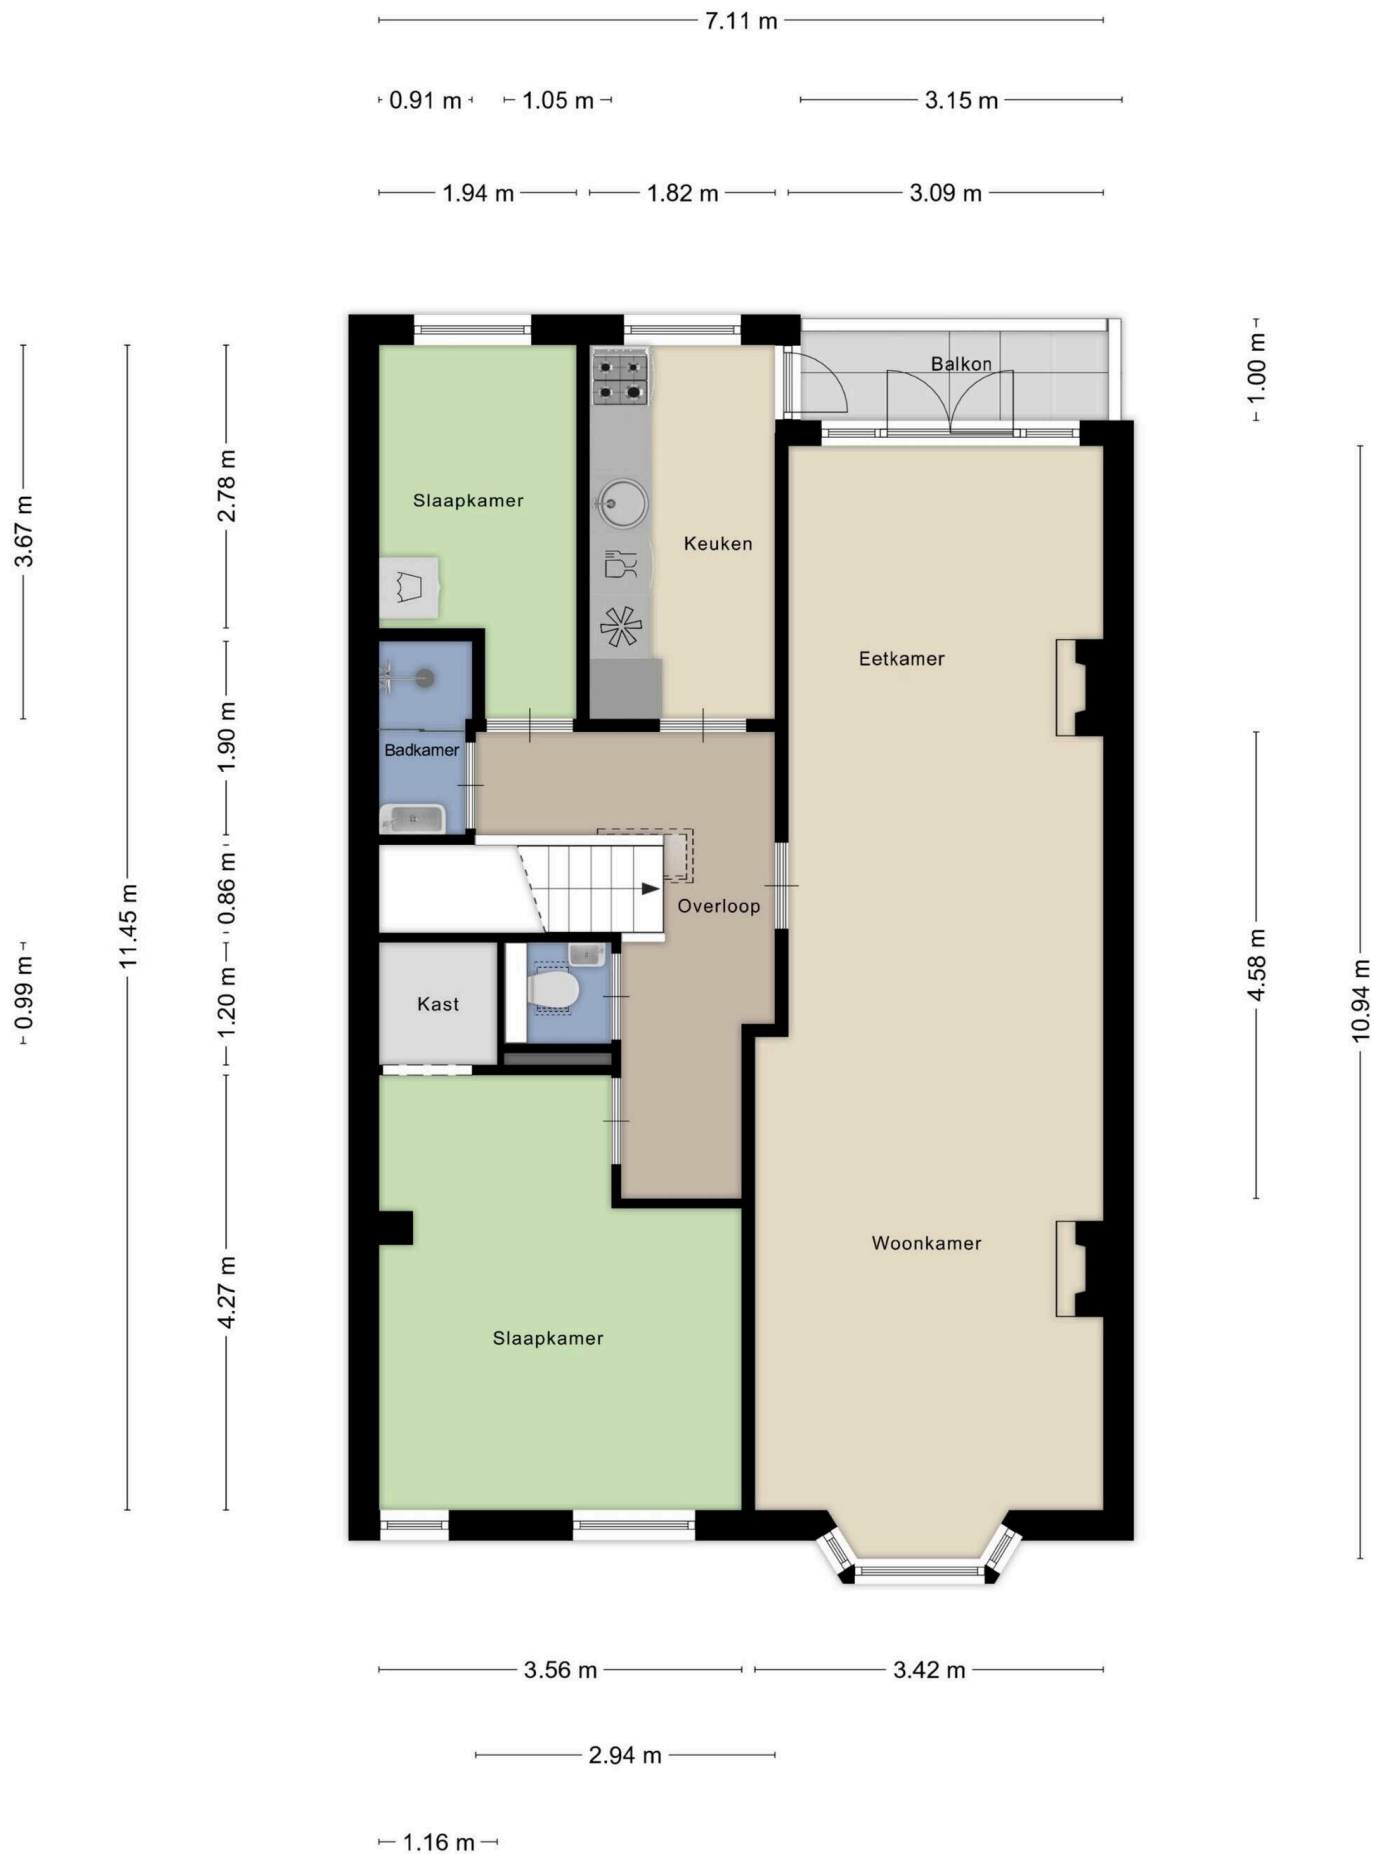 7.11 m
0.91 m
1.05 m
3.15 m
1.94 m
1.82 m
3.09 m
Balkon
1.00 m
2.78 m
3.67 m
Slaapkamer
Keuken
Eetkamer
1.90 m
Badkamer
0.86 m
11.45 m
Overloop
4.58 m
0.99 m
1.20 m
Kast
10.94 m
Woonkamer
4.27 m
Slaapkamer
3.56 m
3.42 m
2.94 m
1.16 m